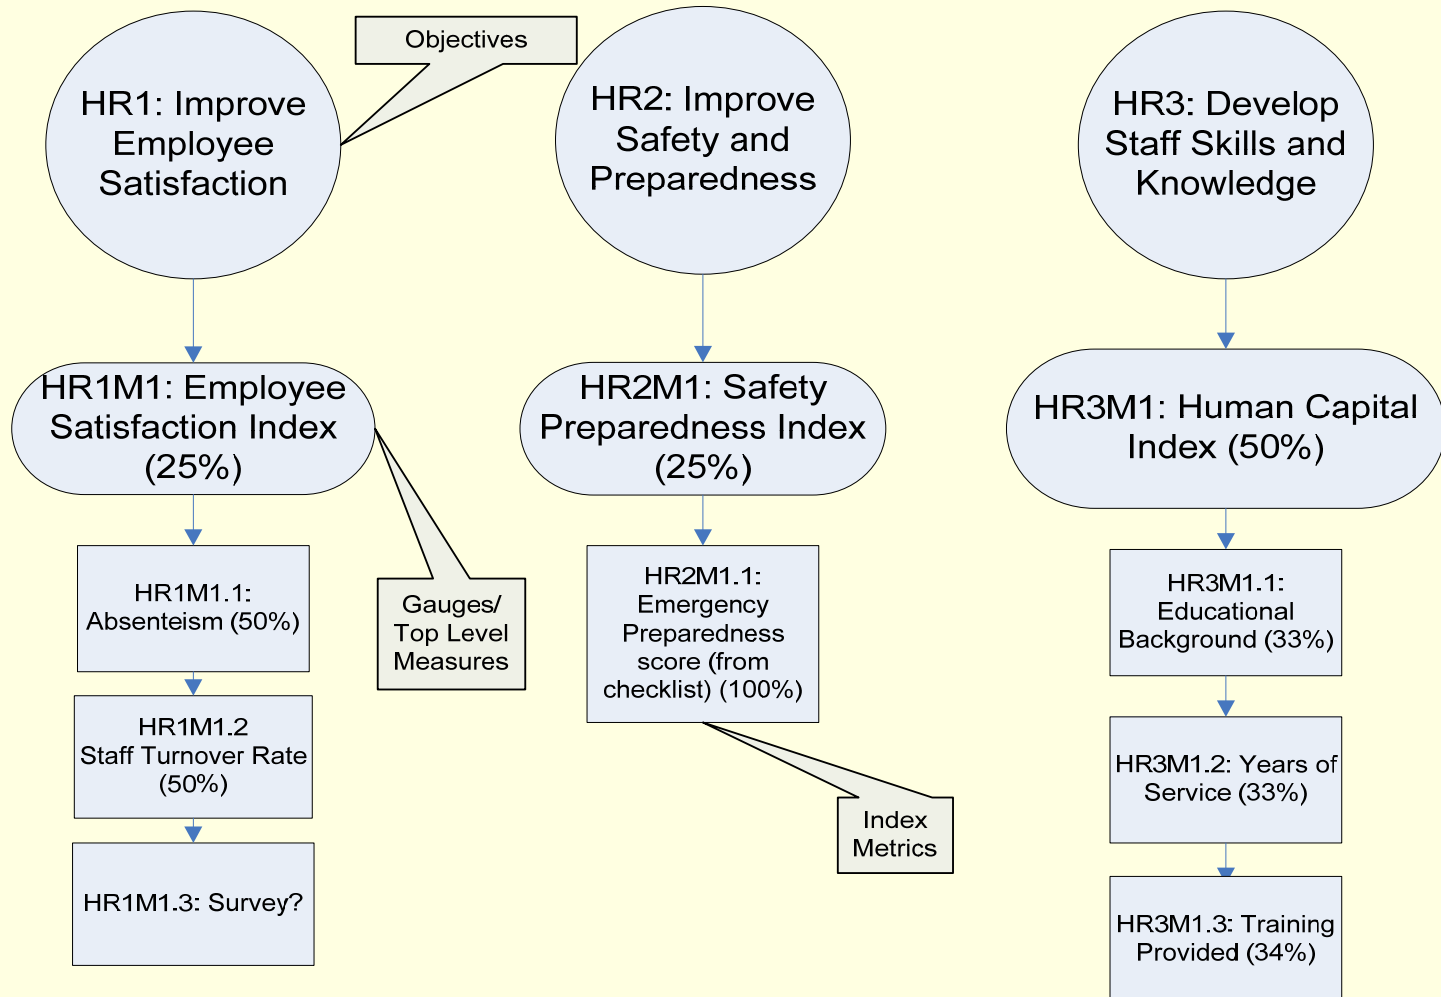 Objectives
HR1: Improve
Employee
Satisfaction
HR2: Improve
Safety and
Preparedness
HR3: Develop
Staff Skills and
Knowledge
HR1M1: Employee
Satisfaction Index
(25%)
HR2M1: Safety
Preparedness Index
(25%)
HR3M1: Human Capital
Index (50%)
HR1M1.1:
Absenteism (50%)
Gauges/
Top Level
Measures
HR2M1.1:
Emergency
Preparedness
score (from
checklist) (100%)
HR3M1.1:
Educational
Background (33%)
HR1M1.2
Staff Turnover Rate
(50%)
HR3M1.2: Years of
Service (33%)
Index
Metrics
HR1M1.3: Survey?
HR3M1.3: Training
Provided (34%)